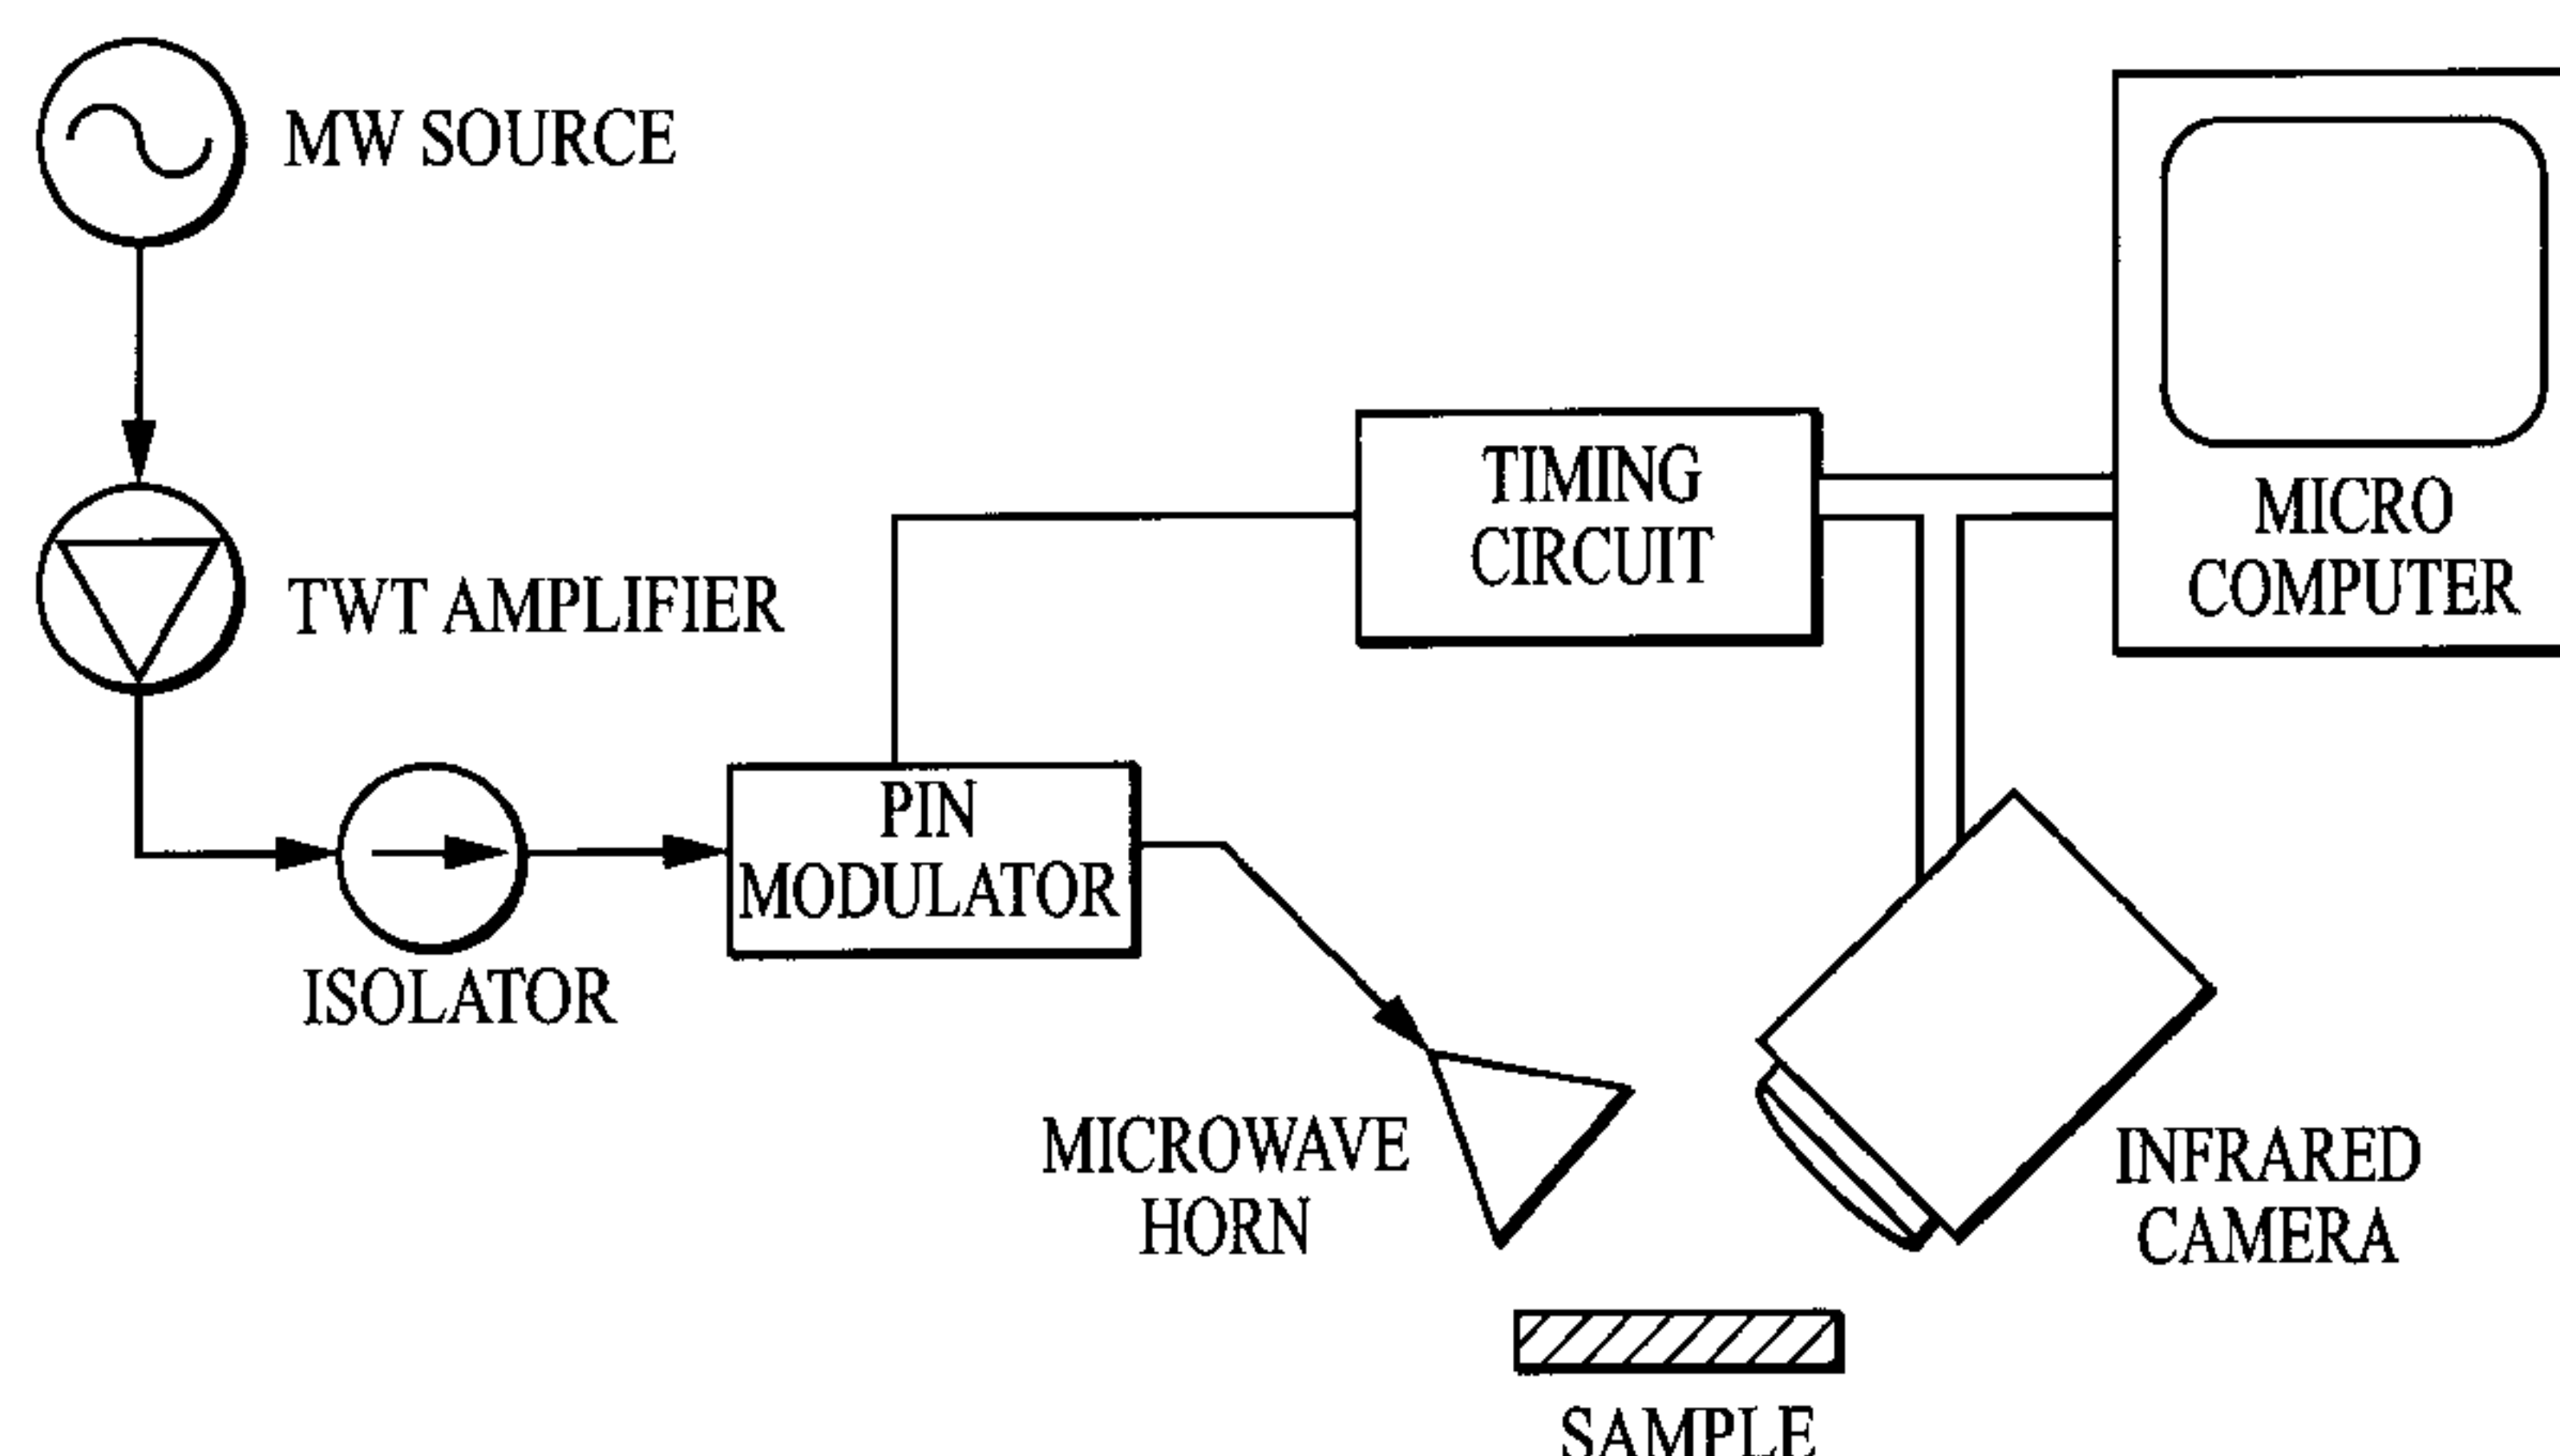 MW SOURCE
TWT AMPLIFIER
ISOLATOR
PIN
MODULATOR
TIMING
CIRCUIT
MICRO
COMPUTER
MICROWAVE
HORN
INFRARED
CAMERA
SAMPLE